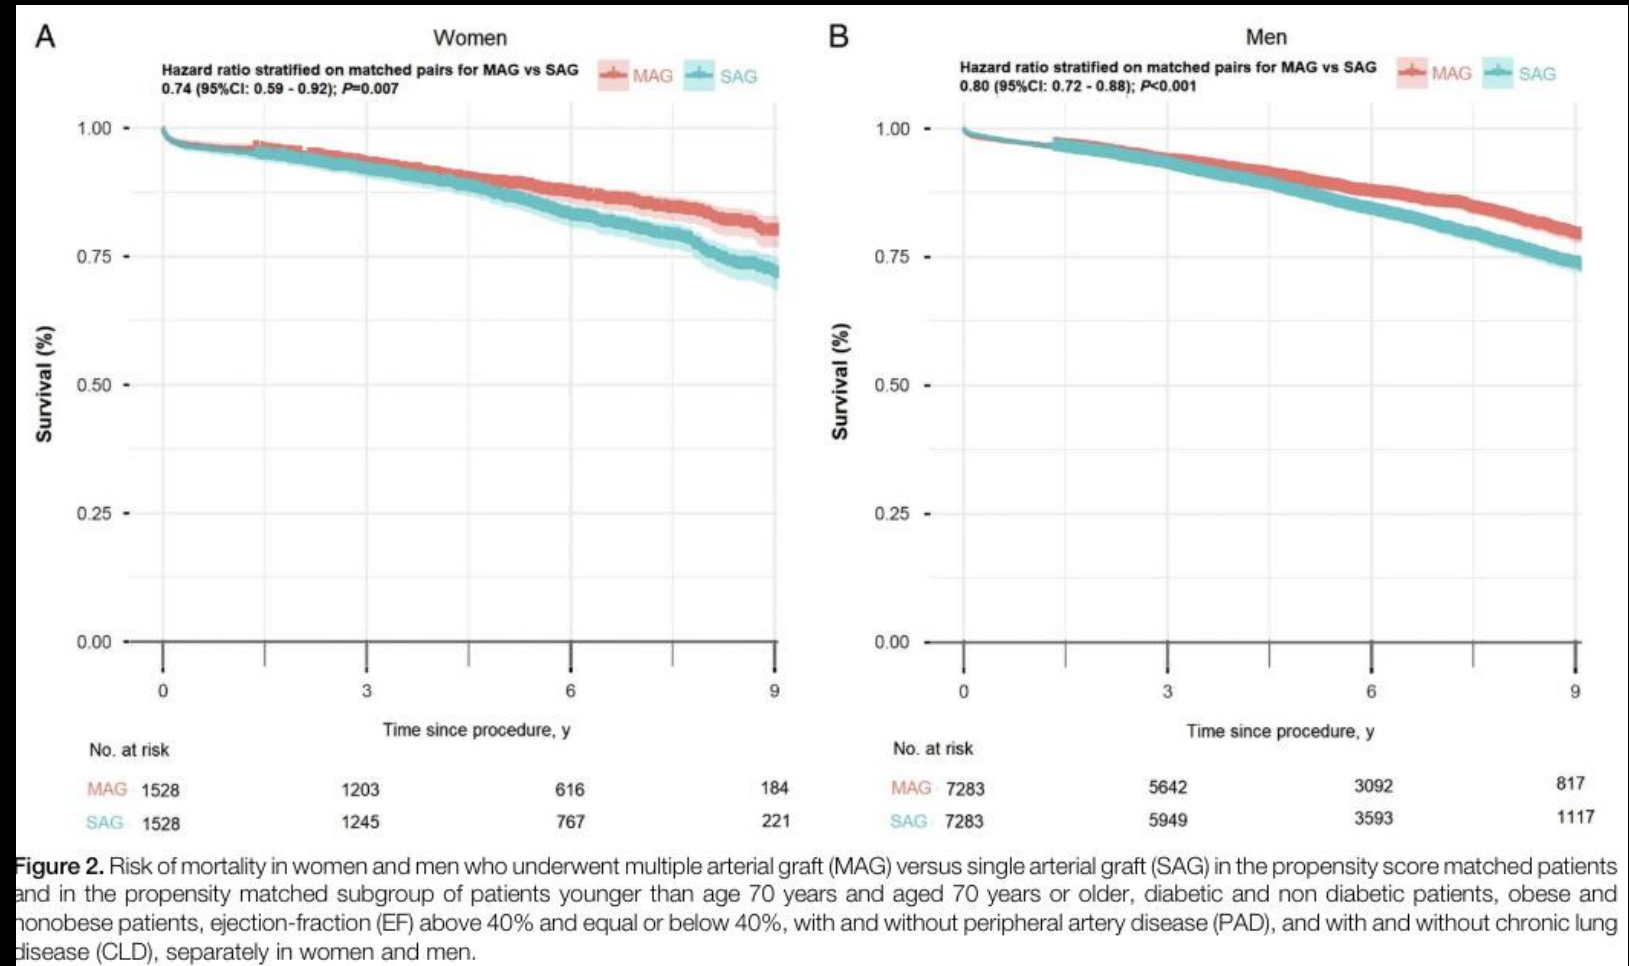 A
Women
Hazard ratio stratified on matched pairs for MAG vs SAG
0.74 (95%CI: 0.59 - 0.92); P=0.007
MAG SAG
1.00
0.75
0.50
0.25
0.00
Survival (%)
0 3 6 9
Time since procedure, y
No. at risk
MAG 1528 1203 616 184
SAG 1528 1245 767 221
B
Men
Hazard ratio stratified on matched pairs for MAG vs SAG
0.80 (95%CI: 0.72 - 0.88); P<0.001
MAG SAG
1.00
0.75
0.50
0.25
0.00
Survival (%)
0 3 6 9
Time since procedure, y
No. at risk
MAG 7283 5642 3092 817
SAG 7283 5949 3593 1117
Figure 2. Risk of mortality in women and men who underwent multiple arterial graft (MAG) versus single arterial graft (SAG) in the propensity score matched patients
and in the propensity matched subgroup of patients younger than age 70 years and aged 70 years or older, diabetic and non diabetic patients, obese and
nonobese patients, ejection-fraction (EF) above 40% and equal or below 40%, with and without peripheral artery disease (PAD), and with and without chronic lung
disease (CLD), separately in women and men.